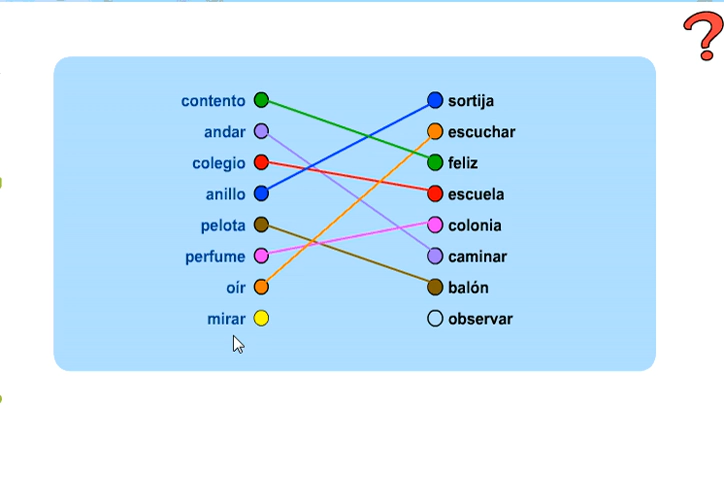 contento sortija
andar escuchar
colegio feliz
anillo escuela
pelota colonia
perfume caminar
oír balón
mirar observar
?